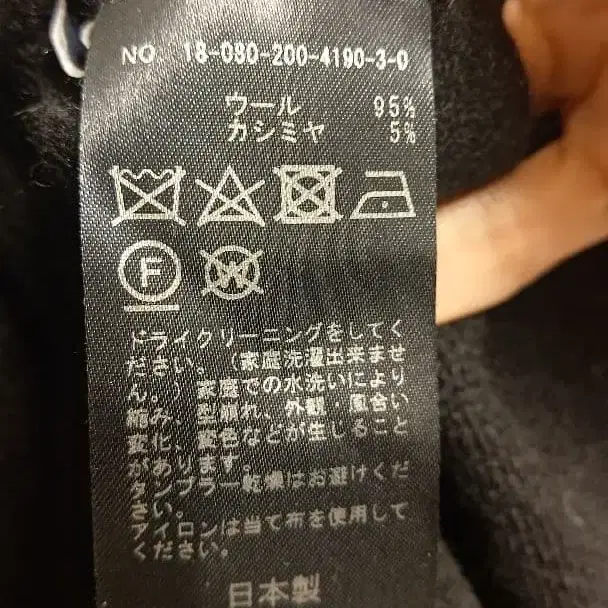 NO 18-080-200-4190-3-0
ウール 95%
カシミヤ 5%
F
W
ドライクリーニングをしてく
ださい。（家庭洗濯出来ませ
ん。）家庭での水洗いにより
縮み、型崩れ、外観・風合い
変化、変色などが生じること
があります。
タンブラー乾燥はお避けくだ
さい。
アイロンは当て布を使用して
ください。
日本製